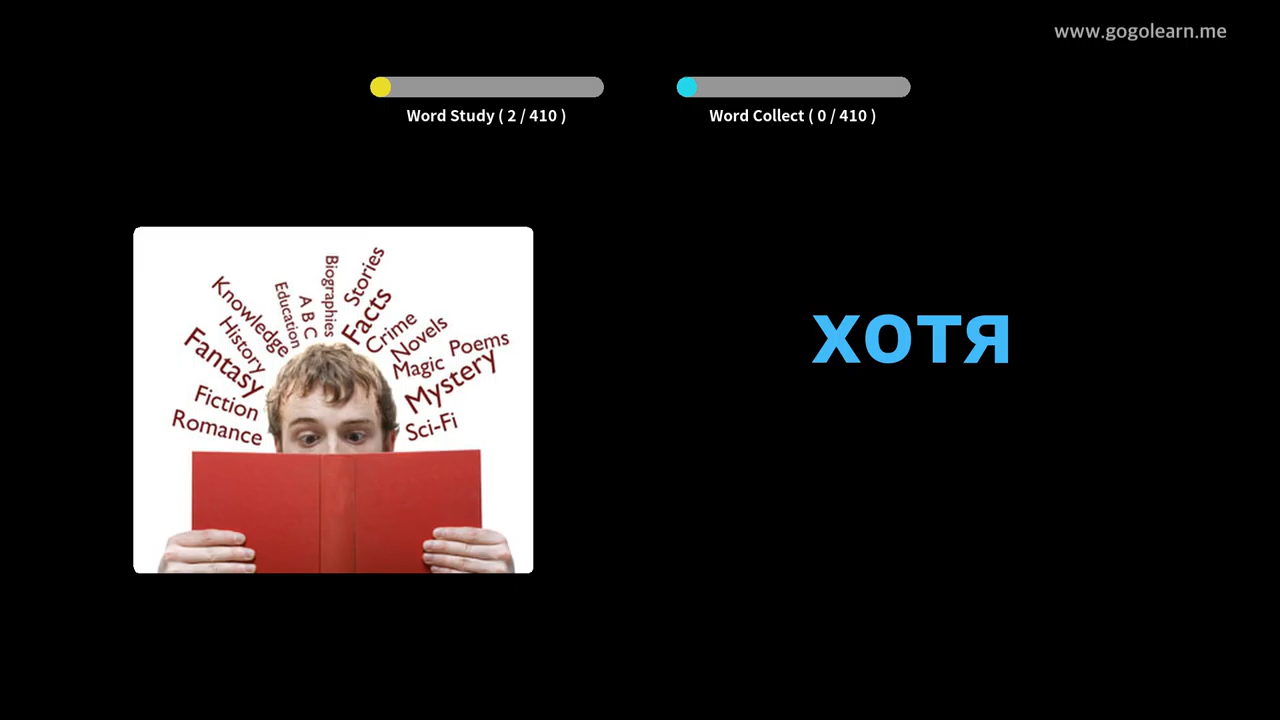 www.gogolearn.me
Word Study ( 2 / 410 )
Word Collect ( 0 / 410 )
Stories
Biographies
Facts
A B C
Education
Knowledge
Crime
Novels
History
Poems
Fantasy
Magic
Mystery
Fiction
Sci-Fi
Romance
хотя